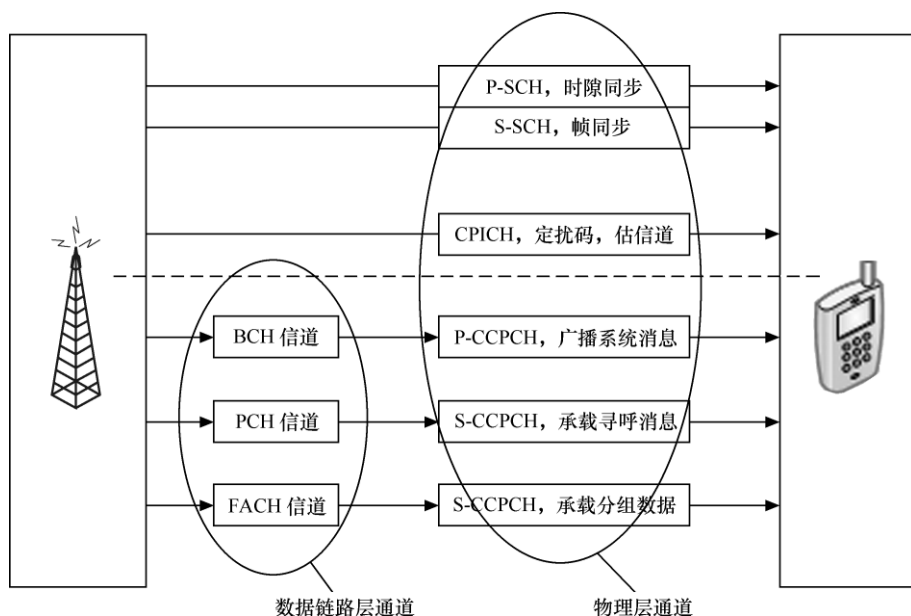 P-SCH，时隙同步
S-SCH，帧同步
CPICH，定扰码，估信道
BCH 信道
P-CCPCH，广播系统消息
PCH 信道
S-CCPCH，承载寻呼消息
FACH 信道
S-CCPCH，承载分组数据
数据链路层通道
物理层通道